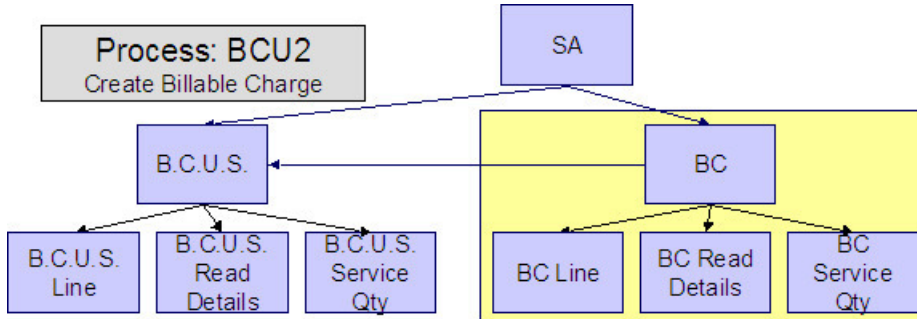 Process: BCU2
Create Billable Charge
SA
B.C.U.S.
BC
B.C.U.S.
Line
B.C.U.S.
Read
Details
B.C.U.S.
Service
Qty
BC Line
BC Read
Details
BC
Service
Qty